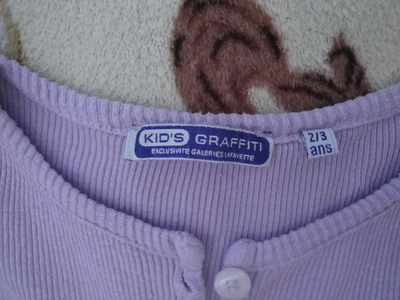 KID'S GRAFFITI
EXCLUSIVITE GALERIES LAFAYETTE
2/3
ans